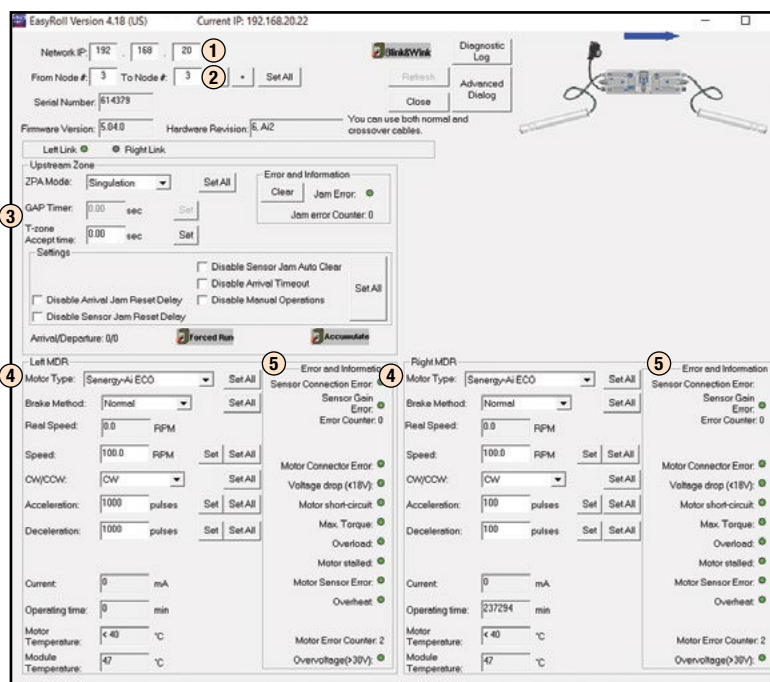 EasyRoll Version 4.18 (US) Current IP: 192.168.20.22
Network IP: 192 . 168 . 20 1
Blink&Wink
Diagnostic Log
From Node #: 3 To Node #: 3 2 + Set All
Refresh
Advanced Dialog
Serial Number: 614379
Close
Firmware Version: 5.04.0 Hardware Revision: 6, Ai2
You can use both normal and
crossover cables.
Left Link Right Link
Upstream Zone
ZPA Mode: Singulation Set All
Error and Information
Clear Jam Error:
Jam error Counter: 0
3
GAP Timer: 0.00 sec Set
T-zone
Accept time: 0.00 sec Set
Settings
Disable Sensor Jam Auto Clear
Disable Arrival Timeout
Set All
Disable Arrival Jam Reset Delay Disable Manual Operations
Disable Sensor Jam Reset Delay
Arrival/Departure: 0/0 Forced Run Accumulate
Left MDR
4
Motor Type: Senergy-Ai ECO Set All
Brake Method: Normal Set All
Real Speed: 0.0 RPM
Speed: 100.0 RPM Set Set All
CW/CCW: CW Set All
Acceleration: 1000 pulses Set Set All
Deceleration: 1000 pulses Set Set All
Current: 0 mA
Operating time: 0 min
Motor
Temperature: < 40 °C
Module
Temperature: 47 °C
5
Error and Information
Sensor Connection Error:
Sensor Gain
Error:
Error Counter: 0
Motor Connector Error:
Voltage drop (<18V):
Motor short-circuit
Max. Torque:
Overload:
Motor stalled:
Motor Sensor Error:
Overheat
Motor Error Counter: 2
Overvoltage(>30V):
Right MDR
4
Motor Type: Senergy-Ai ECO Set All
Brake Method: Normal Set All
Real Speed: 0.0 RPM
Speed: 100.0 RPM Set Set All
CW/CCW: CW Set All
Acceleration: 100 pulses Set Set All
Deceleration: 100 pulses Set Set All
Current: 0 mA
Operating time: 237294 min
Motor
Temperature: < 40 °C
Module
Temperature: 47 °C
5
Error and Information
Sensor Connection Error:
Sensor Gain
Error:
Error Counter: 0
Motor Connector Error:
Voltage drop (<18V):
Motor short-circuit
Max. Torque:
Overload:
Motor stalled:
Motor Sensor Error:
Overheat:
Motor Error Counter: 2
Overvoltage(>30V):